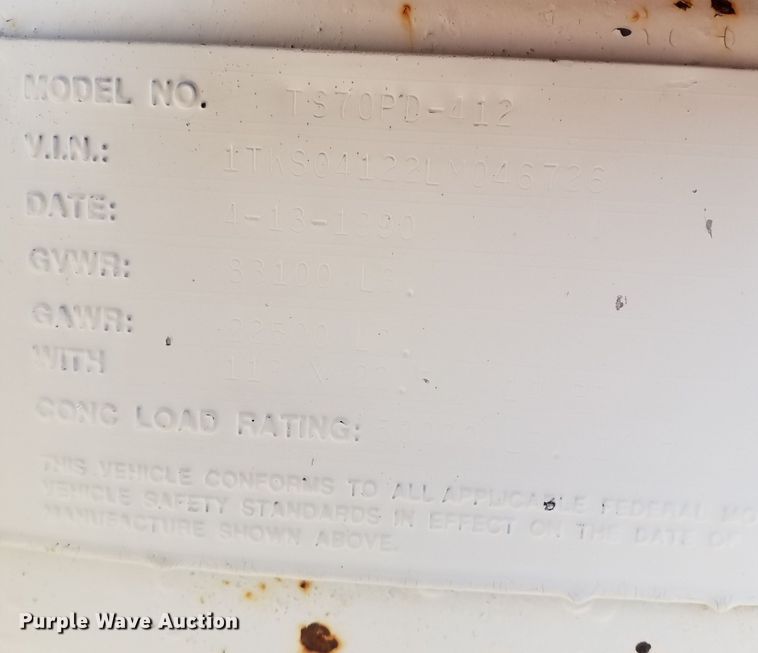 MODEL NO. TS70PD-412
V.I.N.: 1TKS04122LM046726
DATE: 4-13-1990
GVWR: 83100 LB.
GAWR: 22500 LB.
WITH
CONC LOAD RATING:
THIS VEHICLE CONFORMS TO ALL APPLICABLE FEDERAL MO
VEHICLE SAFETY STANDARDS IN EFFECT ON THE DATE OF
MANUFACTURE SHOWN ABOVE.
Purple Wave Auction